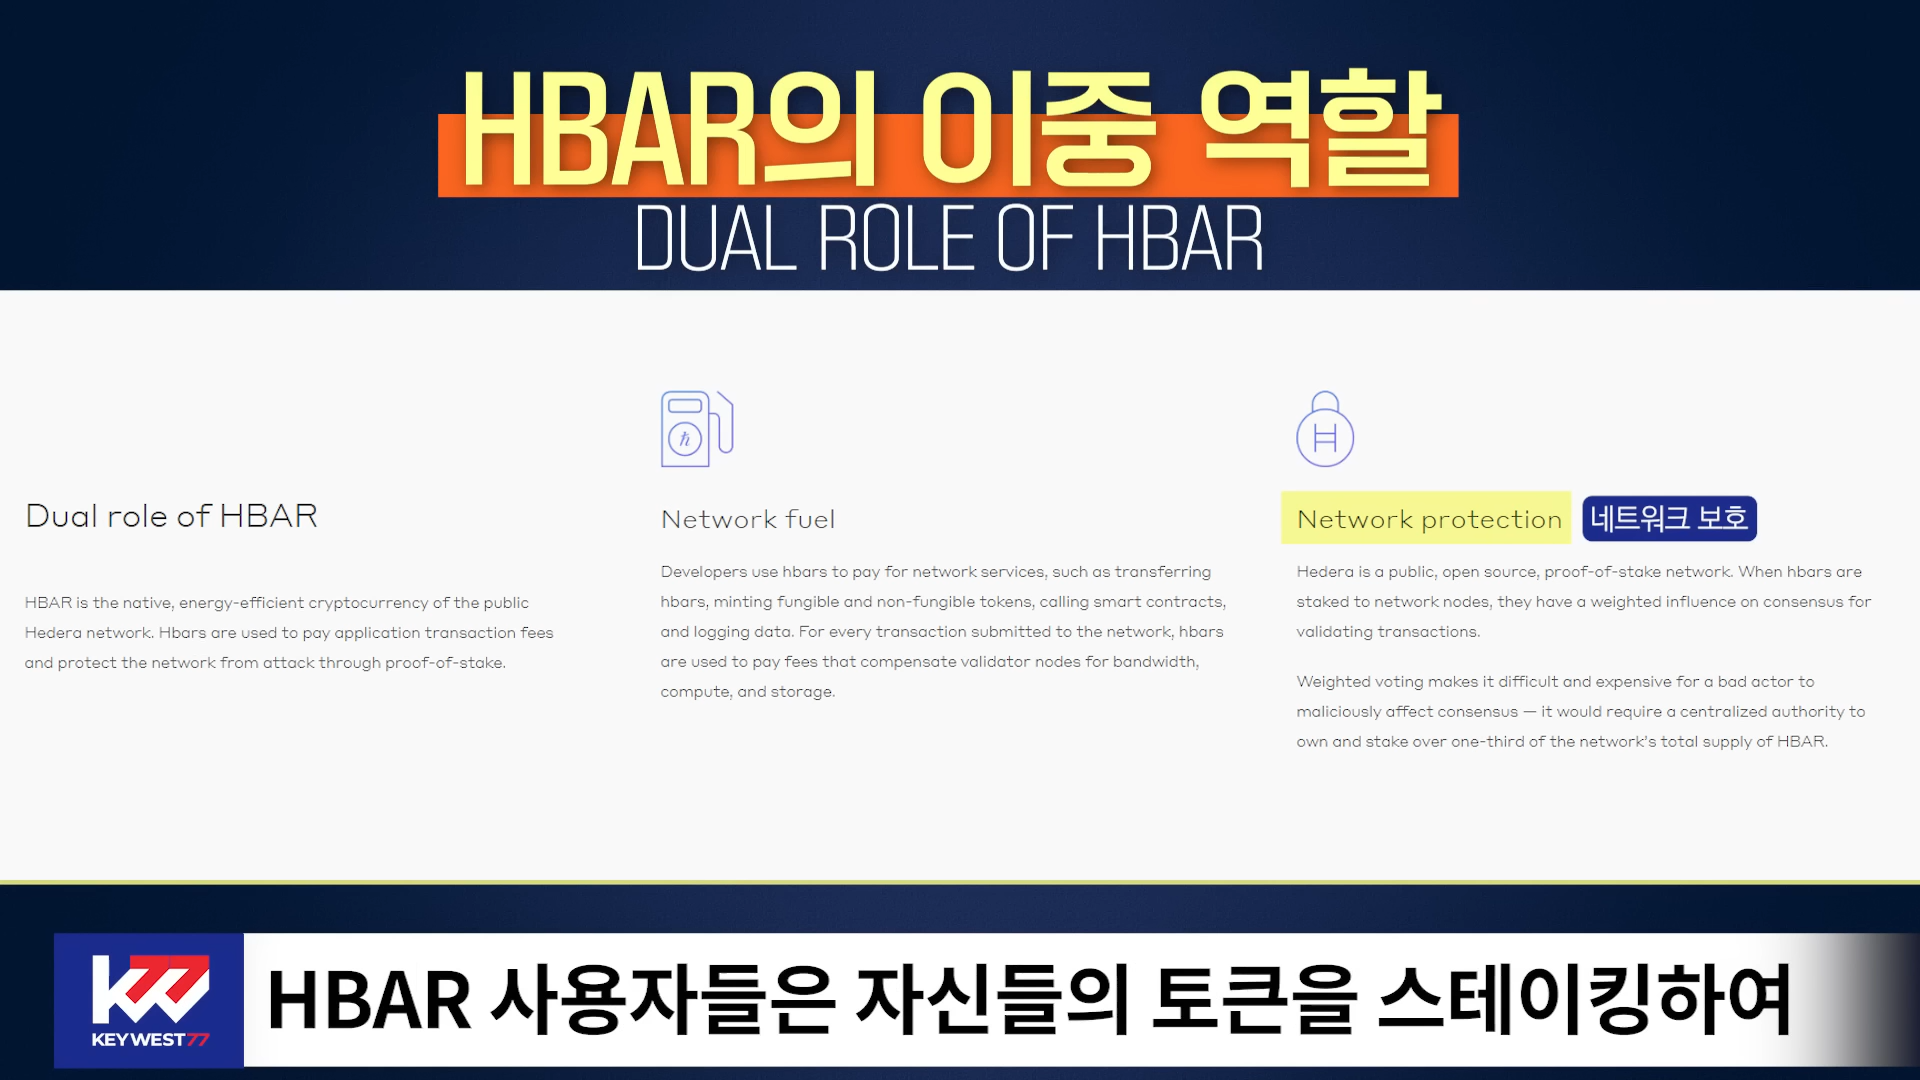 HBAR의 이중 역할
DUAL ROLE OF HBAR
Dual role of HBAR
HBAR is the native, energy-efficient cryptocurrency of the public
Hedera network. Hbars are used to pay application transaction fees
and protect the network from attack through proof-of-stake.
ℏ
Network fuel
Developers use hbars to pay for network services, such as transferring
hbars, minting fungible and non-fungible tokens, calling smart contracts,
and logging data. For every transaction submitted to the network, hbars
are used to pay fees that compensate validator nodes for bandwidth,
compute, and storage.
H
Network protection 네트워크 보호
Hedera is a public, open source, proof-of-stake network. When hbars are
staked to network nodes, they have a weighted influence on consensus for
validating transactions.
Weighted voting makes it difficult and expensive for a bad actor to
maliciously affect consensus — it would require a centralized authority to
own and stake over one-third of the network's total supply of HBAR.
K77
KEYWEST77
HBAR 사용자들은 자신들의 토큰을 스테이킹하여